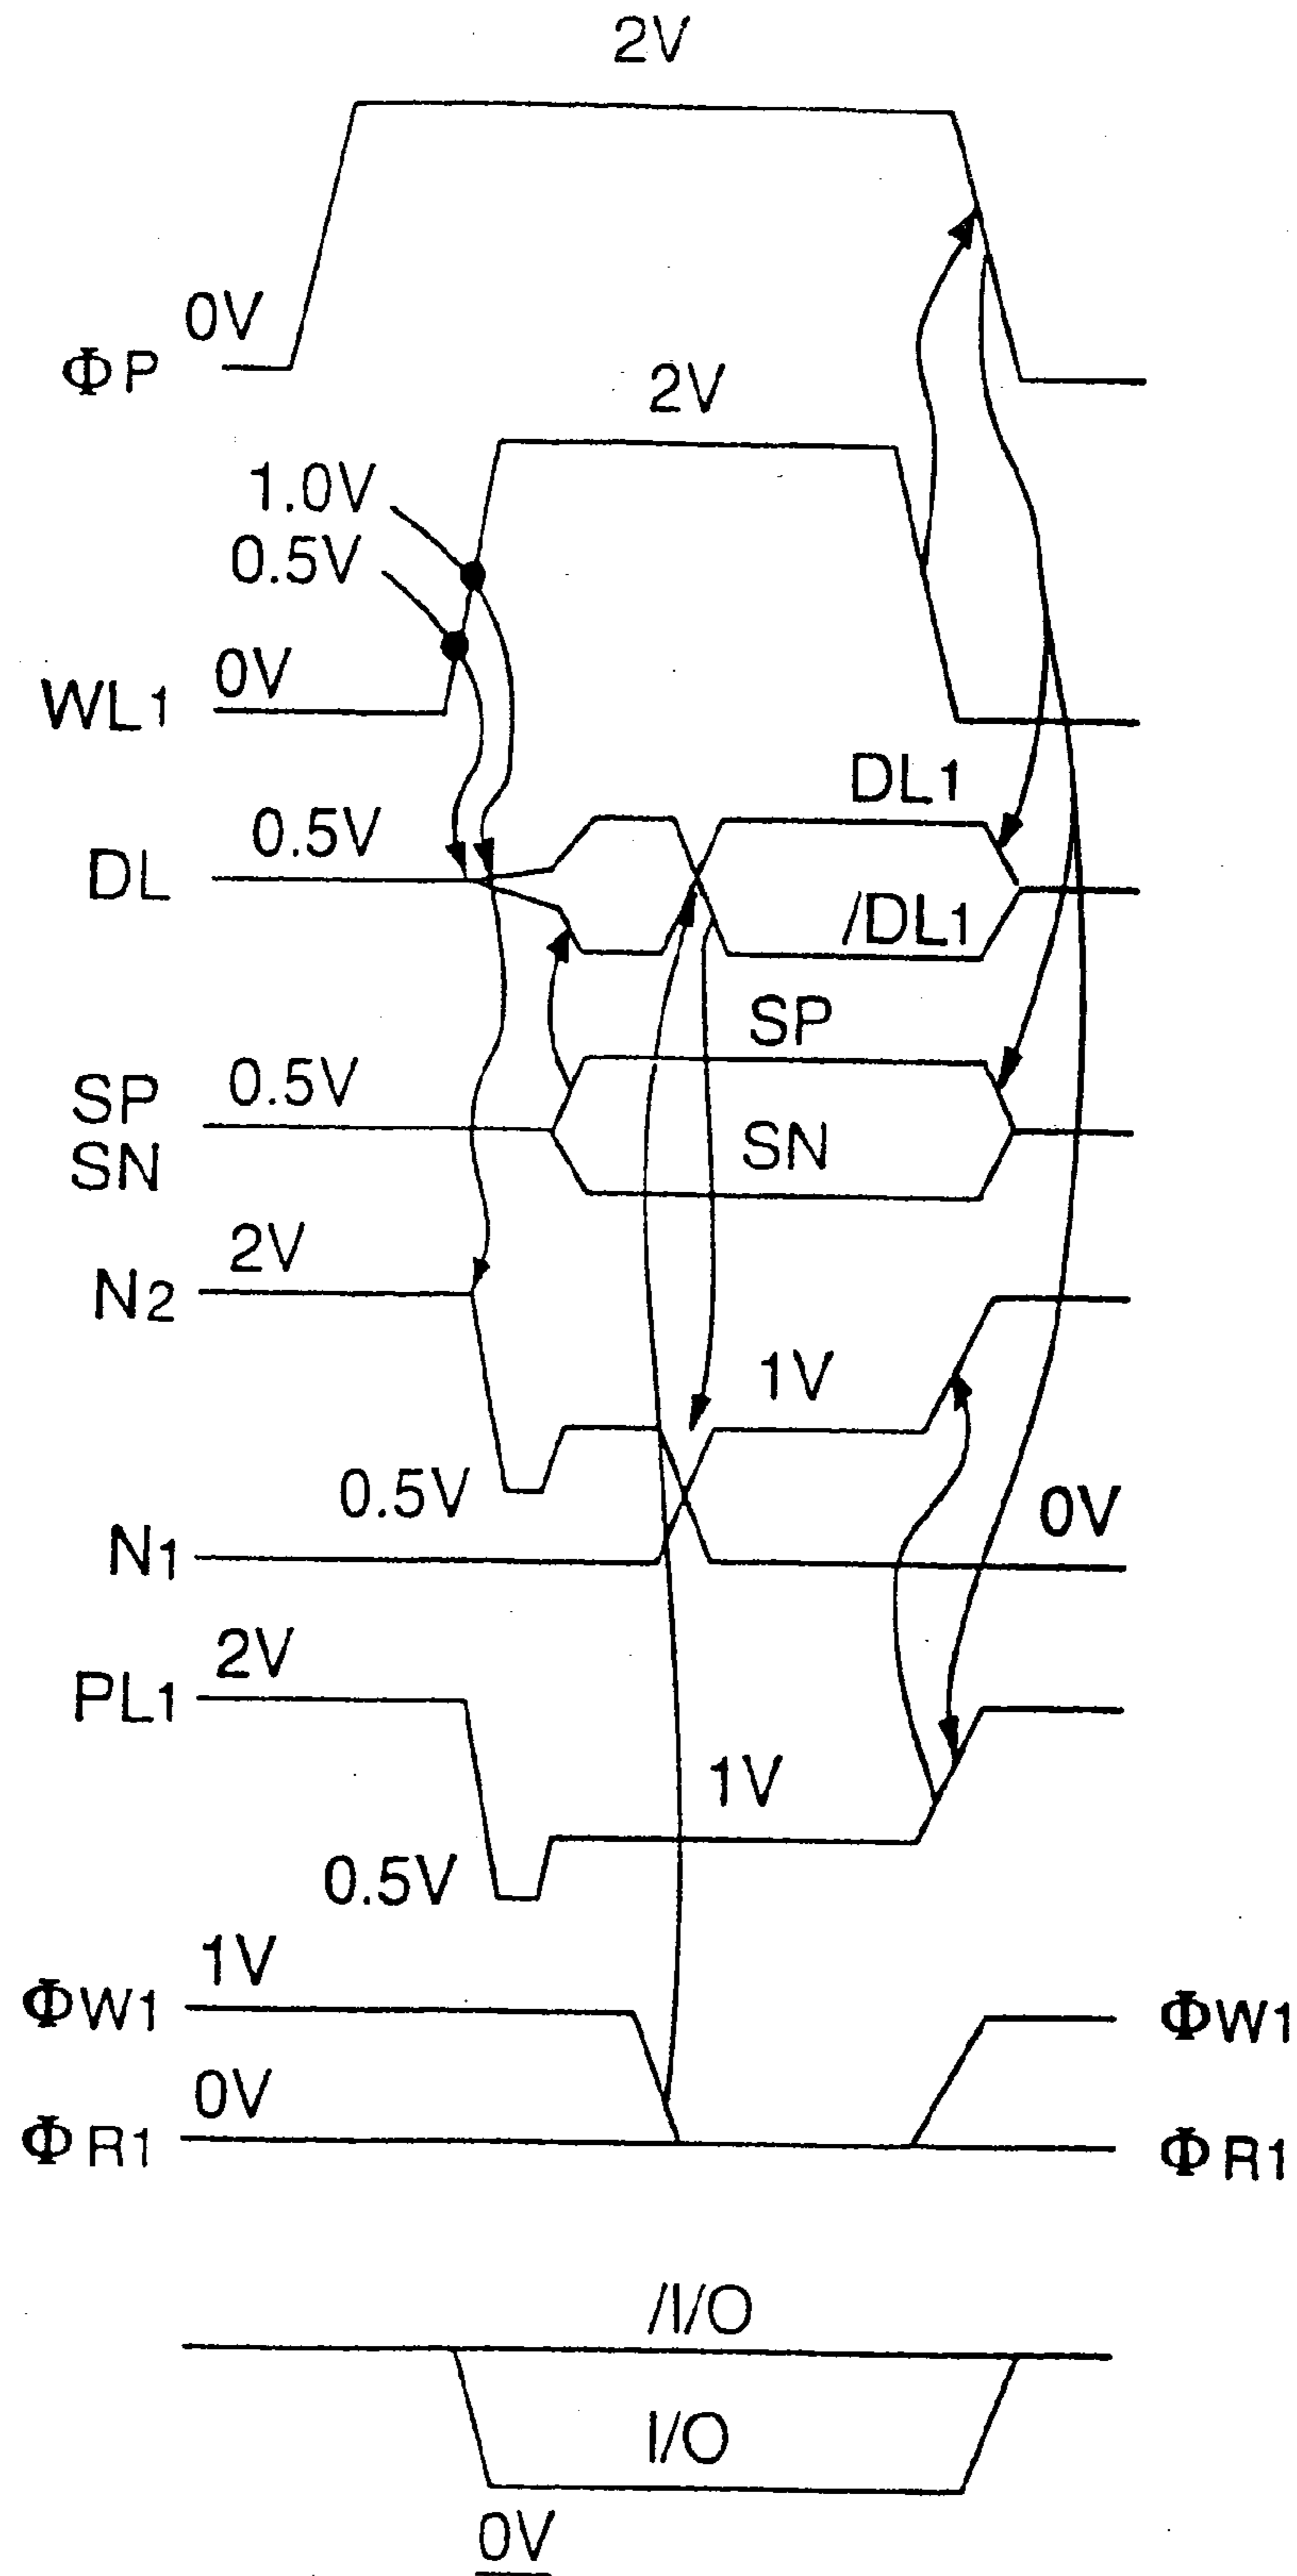 2V
0V
ΦP
2V
1.0V
0.5V
0V
WL1
DL1
0.5V
DL
/DL1
SP
0.5V
SP
SN
SN
2V
N2
1V
0.5V
0V
N1
2V
PL1
1V
0.5V
1V
ΦW1 ΦW1
0V
ΦR1 ΦR1
/I/O
I/O
0V